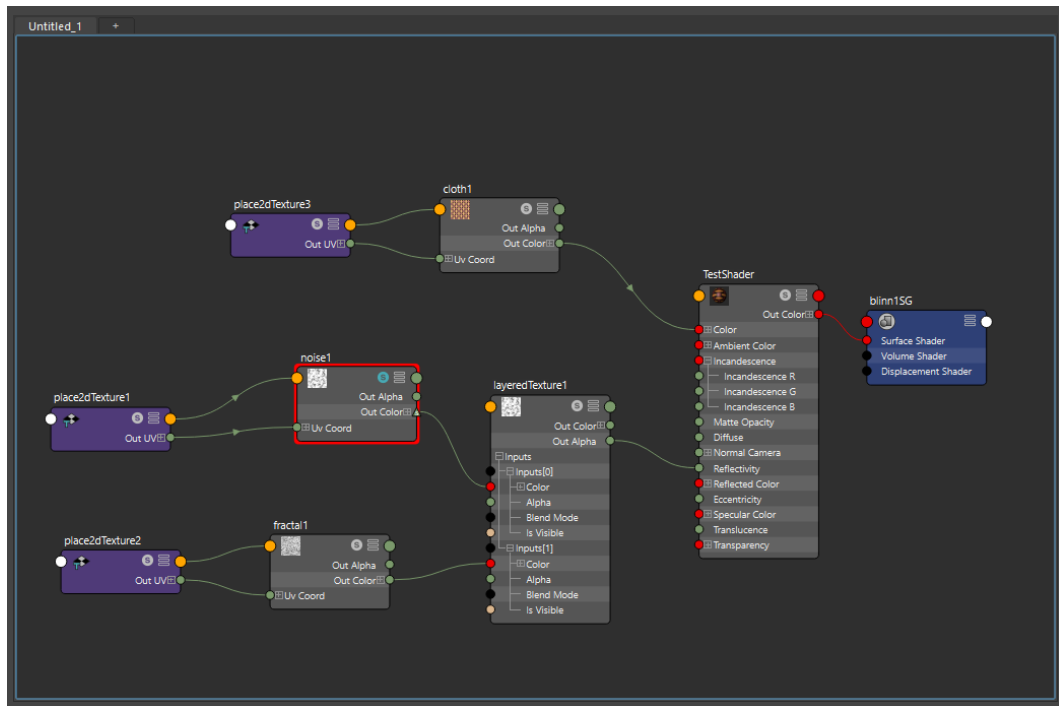 Untitled_1 +
cloth1
place2dTexture3
S
S
Out Alpha
Out UV
Out Color
Uv Coord
TestShader
S
Out Color
blinn1SG
Color
Surface Shader
Ambient Color
Volume Shader
Incandescence
Displacement Shader
Incandescence R
Incandescence G
Incandescence B
Matte Opacity
Diffuse
Normal Camera
Reflectivity
Reflected Color
Eccentricity
Specular Color
Translucence
Transparency
noise1
S
Out Alpha
Out Color
Uv Coord
place2dTexture1
S
Out UV
layeredTexture1
S
Out Color
Out Alpha
Inputs
Inputs[0]
Color
Alpha
Blend Mode
Is Visible
Inputs[1]
Color
Alpha
Blend Mode
Is Visible
fractal1
S
Out Alpha
Out Color
Uv Coord
place2dTexture2
S
Out UV